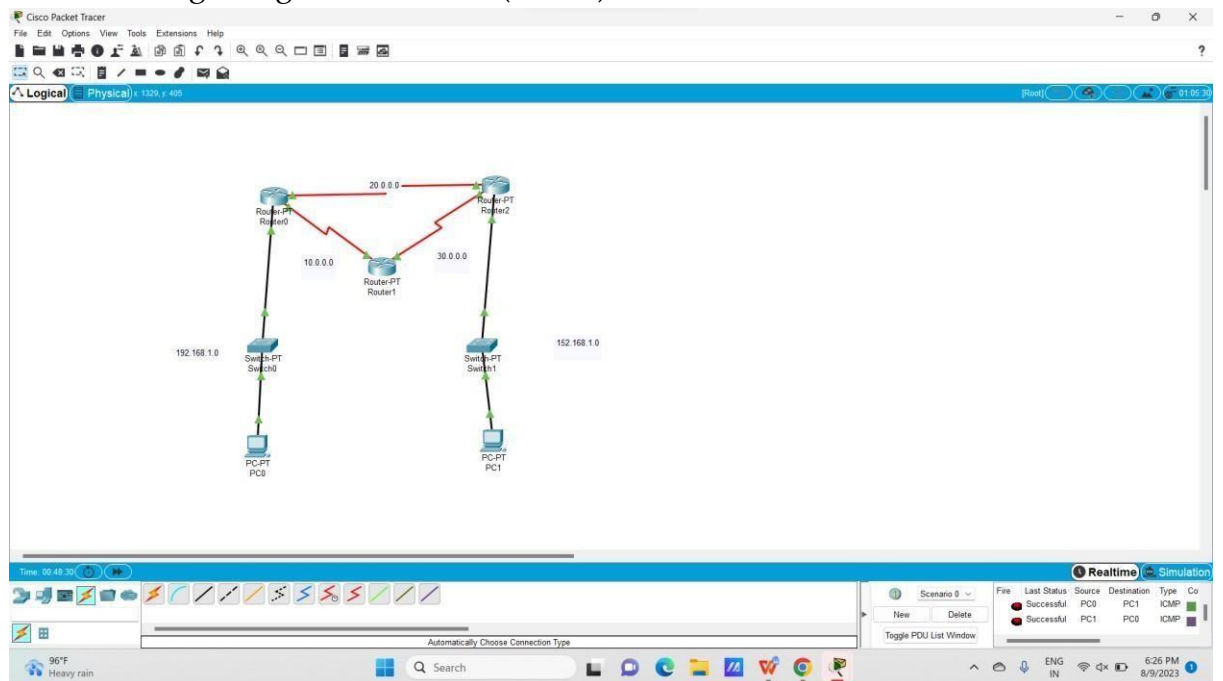 Cisco Packet Tracer
File Edit Options View Tools Extensions Help
?
Logical Physical x: 1329, y: 405
[Root] 01:05:30
20.0.0.0
Router-PT
Router0
Router-PT
Router2
10.0.0.0
30.0.0.0
Router-PT
Router1
192.168.1.0
Switch-PT
Switch0
Switch-PT
Switch1
152.168.1.0
PC-PT
PC0
PC-PT
PC1
Time: 00:48:30
Realtime Simulation
Scenario 0
New Delete
Toggle PDU List Window
Fire Last Status Source Destination Type Co
Successful PC0 PC1 ICMP
Successful PC1 PC0 ICMP
Automatically Choose Connection Type
96°F
Heavy rain
Search
ENG
IN
6:26 PM
8/9/2023